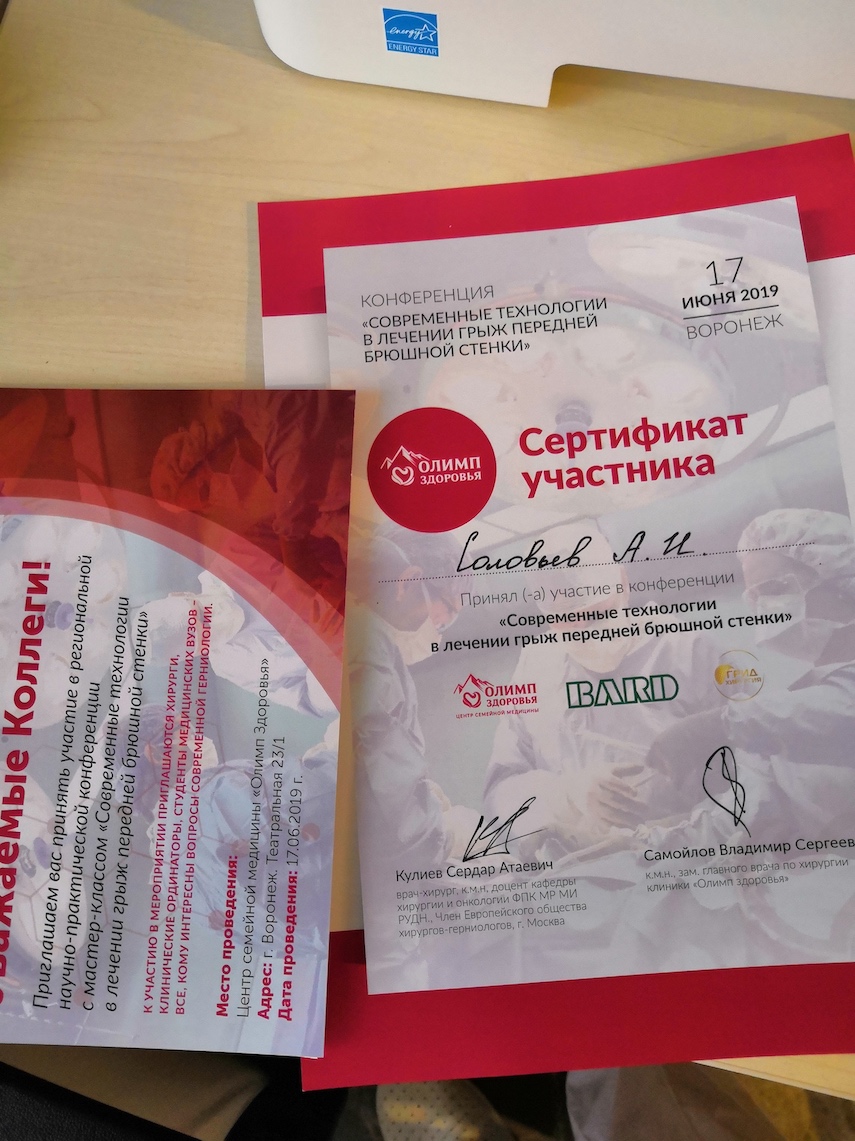 energy
ENERGY STAR
КОНФЕРЕНЦИЯ
«СОВРЕМЕННЫЕ ТЕХНОЛОГИИ
В ЛЕЧЕНИИ ГРЫЖ ПЕРЕДНЕЙ
БРЮШНОЙ СТЕНКИ»
17
ИЮНЯ 2019
ВОРОНЕЖ
ОЛИМП
ЗДОРОВЬЯ
Сертификат
участника
Соловьев А. И.
Принял (-а) участие в конференции
«Современные технологии
в лечении грыж передней брюшной стенки»
ОЛИМП
ЗДОРОВЬЯ
ЦЕНТР СЕМЕЙНОЙ МЕДИЦИНЫ
BARD
ГРИД
Кулиев Сердар Атаевич
врач-хирург, к.м.н, доцент кафедры
хирургии и онкологии ФПК МР МИ
РУДН., Член Европейского общества
хирургов-герниологов, г. Москва
Самойлов Владимир Сергеев
к.м.н., зам. главного врача по хирургии
клиники «Олимп здоровья»
важаемые Коллеги!
Приглашаем вас принять участие в региональной
научно-практической конференции
с мастер-классом «Современные технологии
в лечении грыж передней брюшной стенки»
К УЧАСТИЮ В МЕРОПРИЯТИИ ПРИГЛАШАЮТСЯ ХИРУРГИ,
КЛИНИЧЕСКИЕ ОРДИНАТОРЫ, СТУДЕНТЫ МЕДИЦИНСКИХ ВУЗОВ -
ВСЕ, КОМУ ИНТЕРЕСНЫ ВОПРОСЫ СОВРЕМЕННОЙ ГЕРНИОЛОГИИ.
Место проведения:
Центр семейной медицины «Олимп Здоровья»
Адрес: г. Воронеж. Театральная 23/1
Дата проведения: 17.06.2019 г.